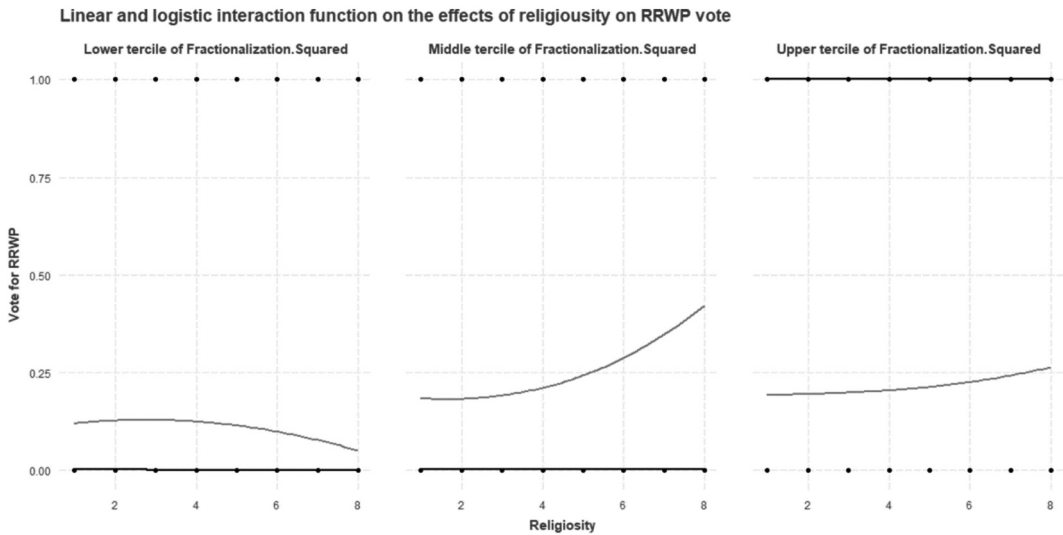 Linear and logistic interaction function on the effects of religiousity on RRWP vote
Lower tercile of Fractionalization.Squared
Middle tercile of Fractionalization.Squared
Upper tercile of Fractionalization.Squared
Vote for RRWP
1.00
0.75
0.50
0.25
0.00
2 4 6 8
2 4 6 8
2 4 6 8
Religiosity